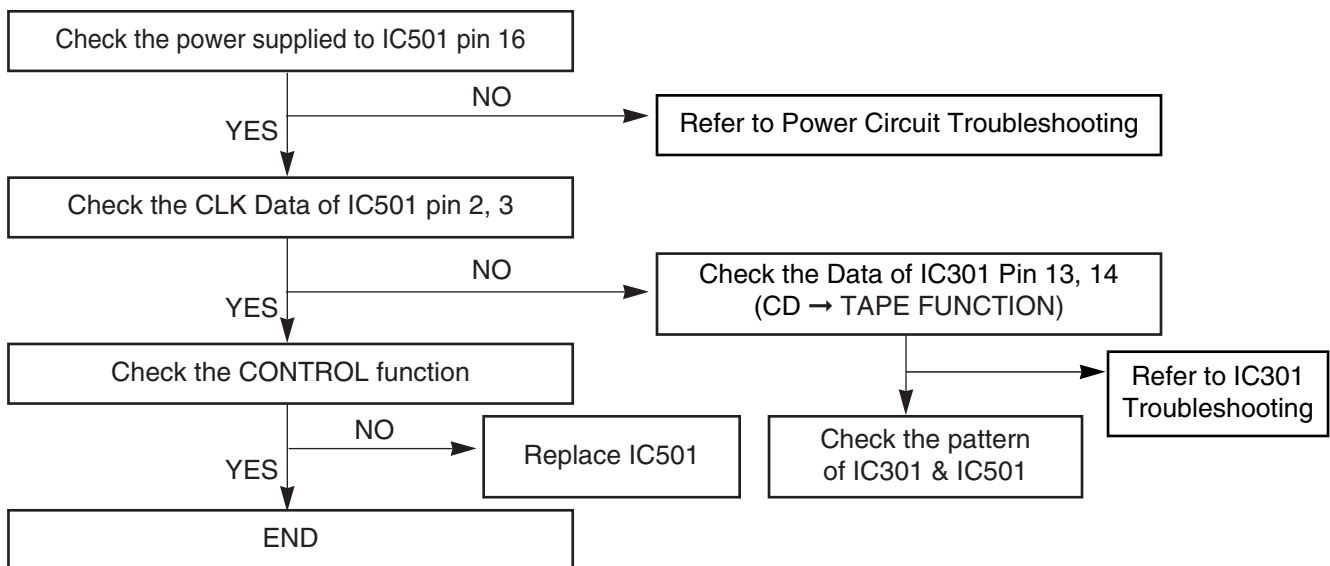 Check the power supplied to IC501 pin 16
NO
YES
Refer to Power Circuit Troubleshooting
Check the CLK Data of IC501 pin 2, 3
NO
YES
Check the Data of IC301 Pin 13, 14
(CD → TAPE FUNCTION)
Check the CONTROL function
Refer to IC301
Troubleshooting
NO
YES
Replace IC501
Check the pattern
of IC301 & IC501
END